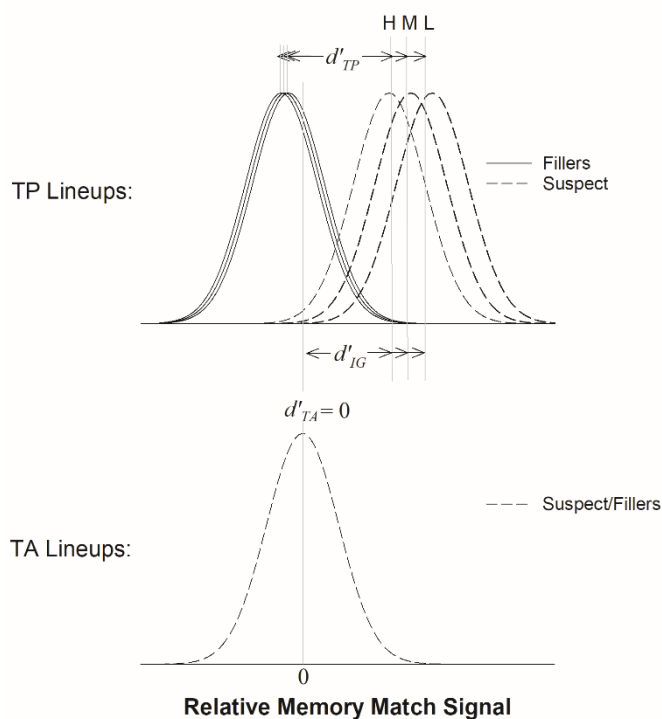 H M L
d'TP
Fillers
Suspect
TP Lineups:
d'IG
d'TA = 0
Suspect/Fillers
TA Lineups:
0
Relative Memory Match Signal